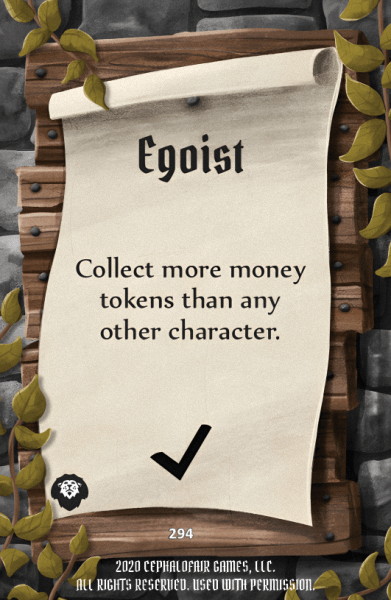 Egoist
Collect more money
tokens than any
other character.
294
2020 CEPHALOFAIR GAMES, LLC.
ALL RIGHTS RESERVED. USED WITH PERMISSION.